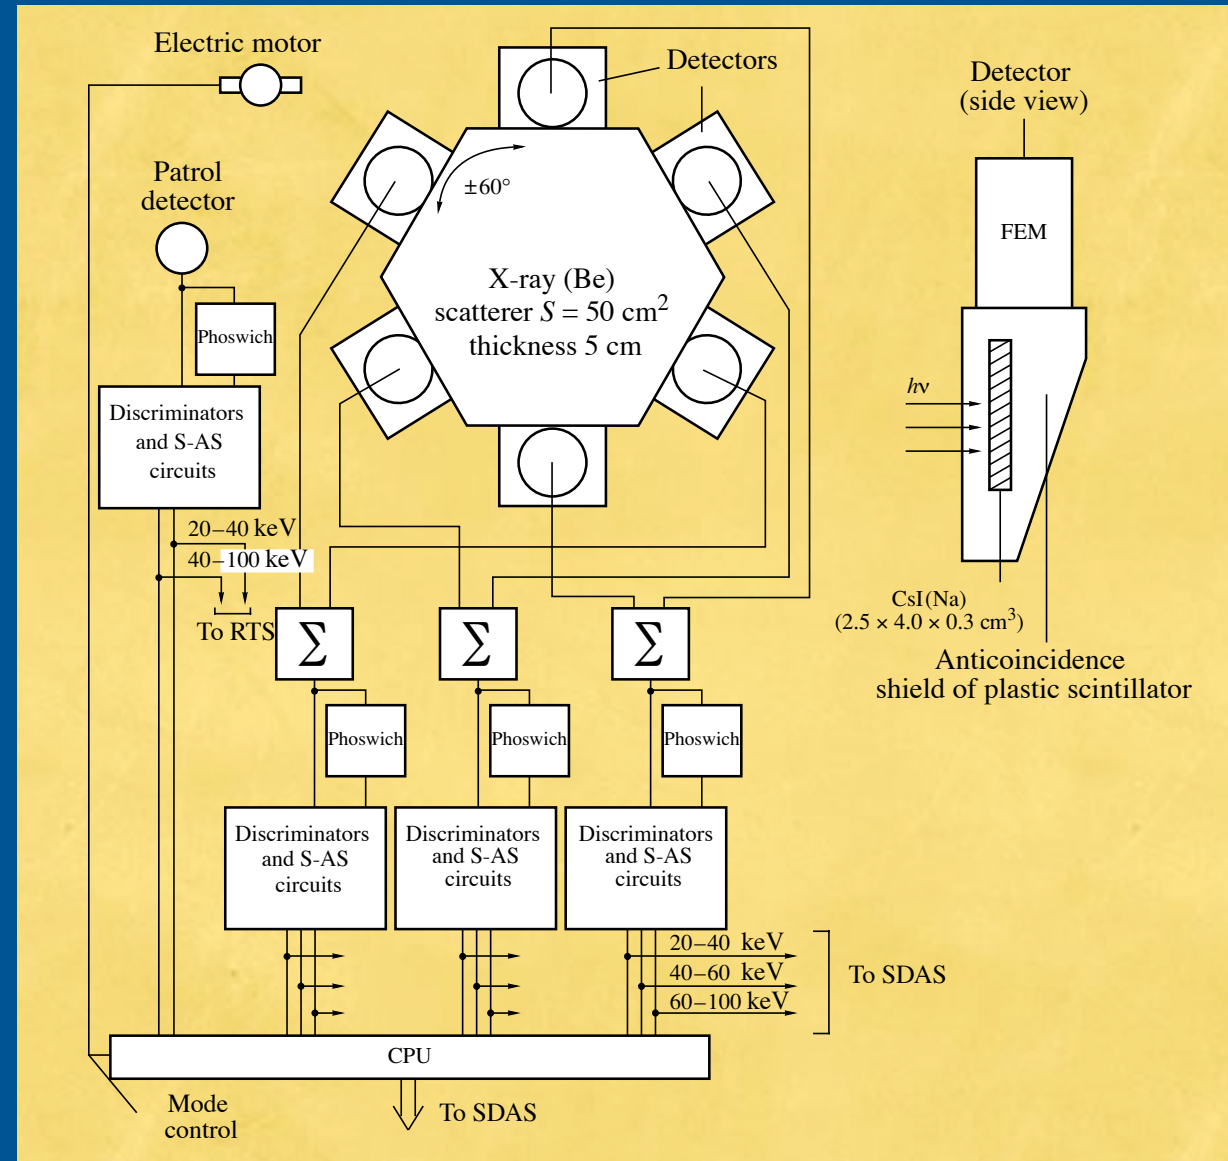 Electric motor
Detectors
Detector
(side view)
Patrol
detector
±60°
FEM
X-ray (Be)
scatterer S = 50 cm²
thickness 5 cm
Phoswich
hν
Discriminators
and S-AS
circuits
20–40 keV
40–100 keV
To RTS
Σ
Σ
Σ
CsI(Na)
(2.5 × 4.0 × 0.3 cm³)
Anticoincidence
shield of plastic scintillator
Phoswich
Phoswich
Phoswich
Discriminators
and S-AS
circuits
Discriminators
and S-AS
circuits
Discriminators
and S-AS
circuits
20–40 keV
40–60 keV
60–100 keV
To SDAS
CPU
Mode
control
To SDAS